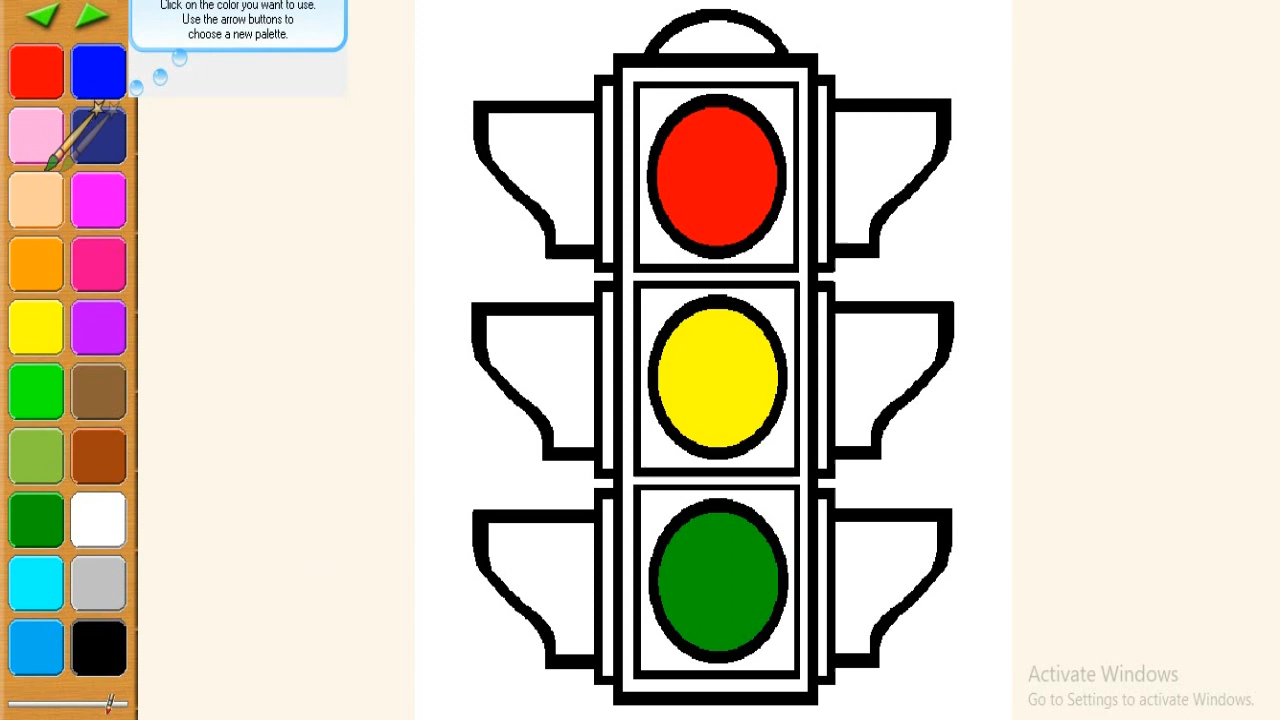 Click on the color you want to use.
Use the arrow buttons to
choose a new palette.
Activate Windows
Go to Settings to activate Windows.